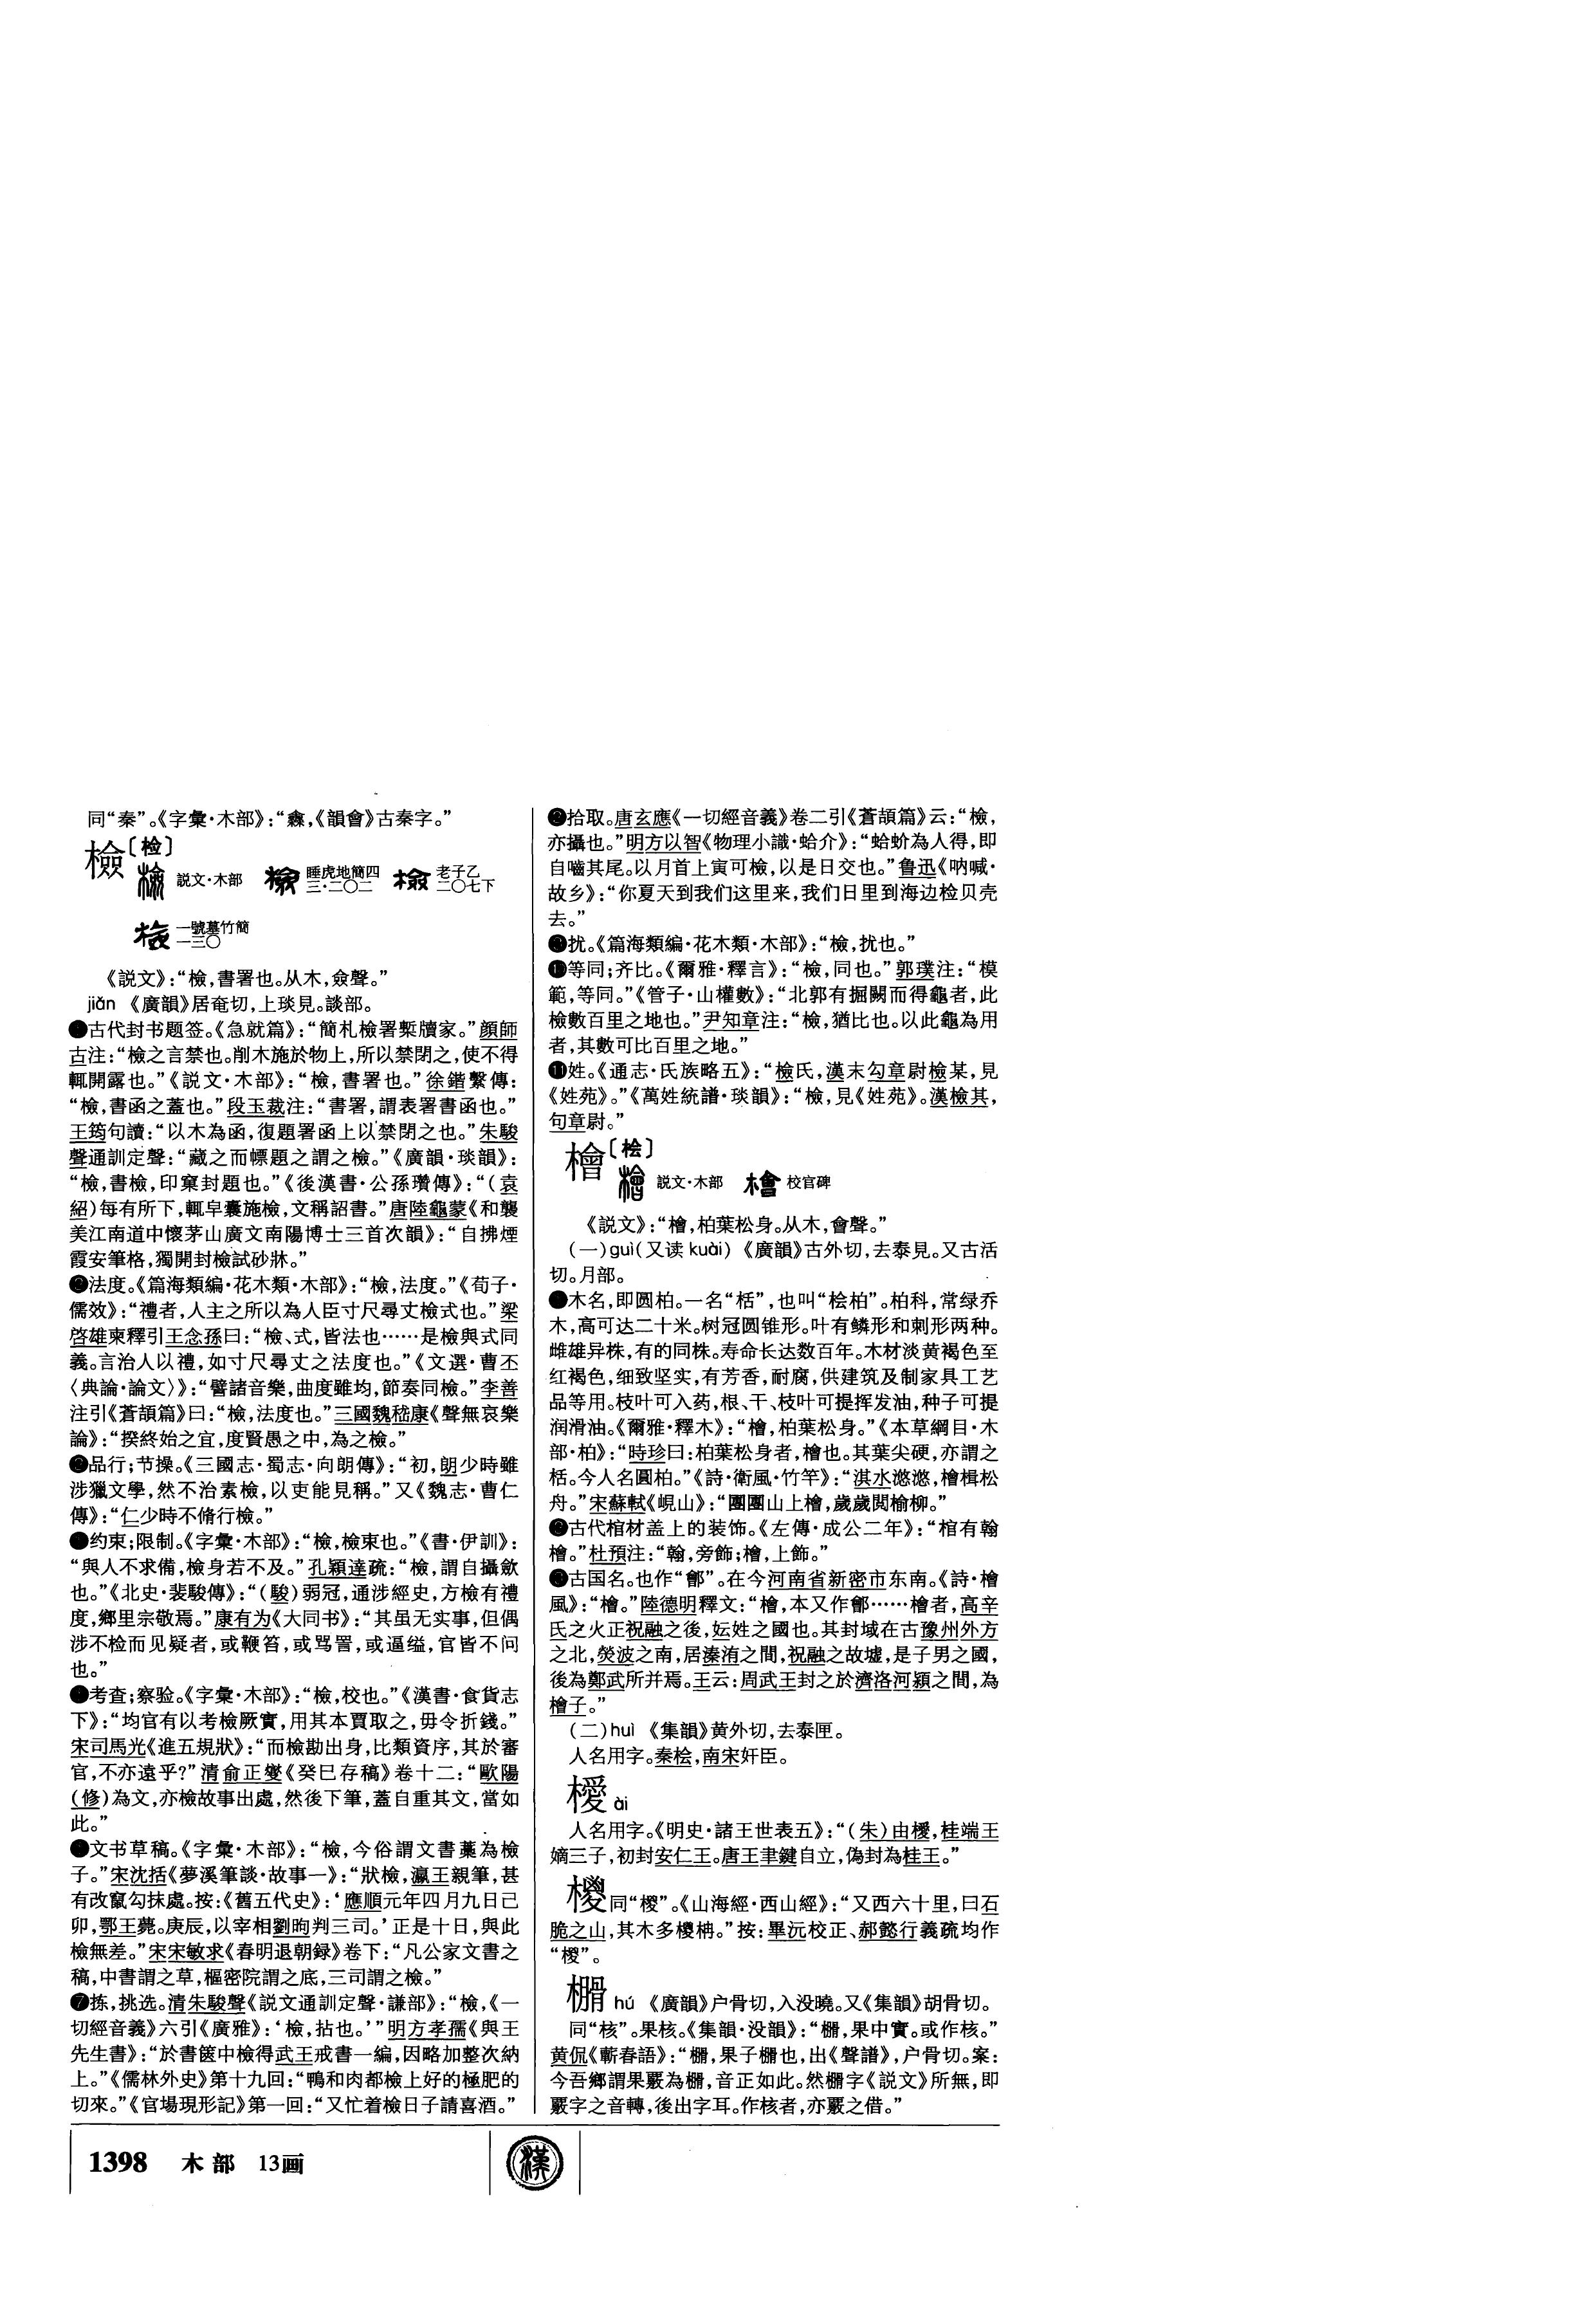 同“秦”。《字彙·木部》：“鱻，《韻會》古秦字。”
檢〔检〕
説文·木部 睡虎地簡四三·二〇二 老子乙二〇七下
一號墓竹簡一三〇
《説文》：“檢，書署也。从木，僉聲。”
jiǎn 《廣韻》居奄切，上琰見。談部。
古代封书题签。《急就篇》：“簡札檢署槧牘家。”顔師
古注：“檢之言禁也。削木施於物上，所以禁閉之，使不得
輒開露也。”《説文·木部》：“檢，書署也。”徐鍇繫傳：
“檢，書函之蓋也。”段玉裁注：“書署，謂表署書函也。”
王筠句讀：“以木為函，復題署函上以禁閉之也。”朱駿
聲通訓定聲：“藏之而幖題之謂之檢。”《廣韻·琰韻》：
“檢，書檢，印窠封題也。”《後漢書·公孫瓚傳》：“（袁
紹）每有所下，輒皁囊施檢，文稱詔書。”唐陸龜蒙《和襲
美江南道中懷茅山廣文南陽博士三首次韻》：“自拂煙
霞安筆格，獨開封檢試砂牀。”
❷法度。《篇海類編·花木類·木部》：“檢，法度。”《荀子·
儒效》：“禮者，人主之所以為人臣寸尺尋丈檢式也。”梁
啓雄柬釋引王念孫曰：“檢、式，皆法也……是檢與式同
義。言治人以禮，如寸尺尋丈之法度也。”《文選·曹丕
〈典論·論文〉》：“譬諸音樂，曲度雖均，節奏同檢。”李善
注引《蒼頡篇》曰：“檢，法度也。”三國魏嵇康《聲無哀樂
論》：“揆終始之宜，度賢愚之中，為之檢。”
品行；节操。《三國志·蜀志·向朗傳》：“初，朗少時雖
涉獵文學，然不治素檢，以吏能見稱。”又《魏志·曹仁
傳》：“仁少時不脩行檢。”
约束；限制。《字彙·木部》：“檢，檢束也。”《書·伊訓》：
“與人不求備，檢身若不及。”孔穎達疏：“檢，謂自攝斂
也。”《北史·裴駿傳》：“（駿）弱冠，通涉經史，方檢有禮
度，鄉里宗敬焉。”康有为《大同书》：“其虽无实事，但偶
涉不检而见疑者，或鞭笞，或骂詈，或逼缢，官皆不问
也。”
考查；察验。《字彙·木部》：“檢，校也。”《漢書·食貨志
下》：“均官有以考檢厥實，用其本賈取之，毋令折錢。”
宋司馬光《進五規狀》：“而檢勘出身，比類資序，其於審
官，不亦遠乎？”清俞正燮《癸巳存稿》卷十二：“歐陽
（修）為文，亦檢故事出處，然後下筆，蓋自重其文，當如
此。”
文书草稿。《字彙·木部》：“檢，今俗謂文書藁為檢
子。”宋沈括《夢溪筆談·故事一》：“狀檢，瀛王親筆，甚
有改竄勾抹處。按：《舊五代史》：‘應順元年四月九日己
卯，鄂王薨。庚辰，以宰相劉昫判三司。’正是十日，與此
檢無差。”宋宋敏求《春明退朝録》卷下：“凡公家文書之
稿，中書謂之草，樞密院謂之底，三司謂之檢。”
❼拣，挑选。清朱駿聲《説文通訓定聲·謙部》：“檢，《一
切經音義》六引《廣雅》：‘檢，拈也。’”明方孝孺《與王
先生書》：“於書篋中檢得武王戒書一編，因略加整次納
上。”《儒林外史》第十九回：“鴨和肉都檢上好的極肥的
切來。”《官場現形記》第一回：“又忙着檢日子請喜酒。”
拾取。唐玄應《一切經音義》卷二引《蒼頡篇》云：“檢，
亦攝也。”明方以智《物理小識·蛤介》：“蛤蚧為人得，即
自嚙其尾。以月首上寅可檢，以是日交也。”鲁迅《呐喊·
故乡》：“你夏天到我们这里来，我们日里到海边检贝壳
去。”
扰。《篇海類編·花木類·木部》：“檢，扰也。”
等同；齐比。《爾雅·釋言》：“檢，同也。”郭璞注：“模
範，等同。”《管子·山權數》：“北郭有掘闕而得龜者，此
檢數百里之地也。”尹知章注：“檢，猶比也。以此龜為用
者，其數可比百里之地。”
⓫姓。《通志·氏族略五》：“檢氏，漢末勾章尉檢某，見
《姓苑》。”《萬姓統譜·琰韻》：“檢，見《姓苑》。漢檢其，
句章尉。”
檜〔桧〕
説文·木部 校官碑
《説文》：“檜，柏葉松身。从木，會聲。”
（一）guì（又读 kuài） 《廣韻》古外切，去泰見。又古活
切。月部。
木名，即圆柏。一名“栝”，也叫“桧柏”。柏科，常绿乔
木，高可达二十米。树冠圆锥形。叶有鳞形和刺形两种。
雌雄异株，有的同株。寿命长达数百年。木材淡黄褐色至
红褐色，细致坚实，有芳香，耐腐，供建筑及制家具工艺
品等用。枝叶可入药，根、干、枝叶可提挥发油，种子可提
润滑油。《爾雅·釋木》：“檜，柏葉松身。”《本草綱目·木
部·柏》：“時珍曰：柏葉松身者，檜也。其葉尖硬，亦謂之
栝。今人名圓柏。”《詩·衛風·竹竿》：“淇水滺滺，檜楫松
舟。”宋蘇軾《峴山》：“團團山上檜，歲歲閲榆柳。”
古代棺材盖上的装饰。《左傳·成公二年》：“棺有翰
檜。”杜預注：“翰，旁飾；檜，上飾。”
古国名。也作“鄶”。在今河南省新密市东南。《詩·檜
風》：“檜。”陸德明釋文：“檜，本又作鄶……檜者，高辛
氏之火正祝融之後，妘姓之國也。其封域在古豫州外方
之北，熒波之南，居溱洧之間，祝融之故墟，是子男之國，
後為鄭武所并焉。王云：周武王封之於濟洛河潁之間，為
檜子。”
（二）huì 《集韻》黄外切，去泰匣。
人名用字。秦桧，南宋奸臣。
㰽 ài
人名用字。《明史·諸王世表五》：“（朱）由㰽，桂端王
嫡三子，初封安仁王。唐王聿鍵自立，偽封為桂王。”
同“椶”。《山海經·西山經》：“又西六十里，曰石
脆之山，其木多椶枏。”按：畢沅校正、郝懿行義疏均作
“椶”。
槶 hú 《廣韻》户骨切，入没曉。又《集韻》胡骨切。
同“核”。果核。《集韻·没韻》：“，果中實。或作核。”
黄侃《蘄春語》：“，果子也，出《聲譜》，户骨切。案：
今吾鄉謂果覈為，音正如此。然字《説文》所無，即
覈字之音轉，後出字耳。作核者，亦覈之借。”
1398 木部 13画
漢